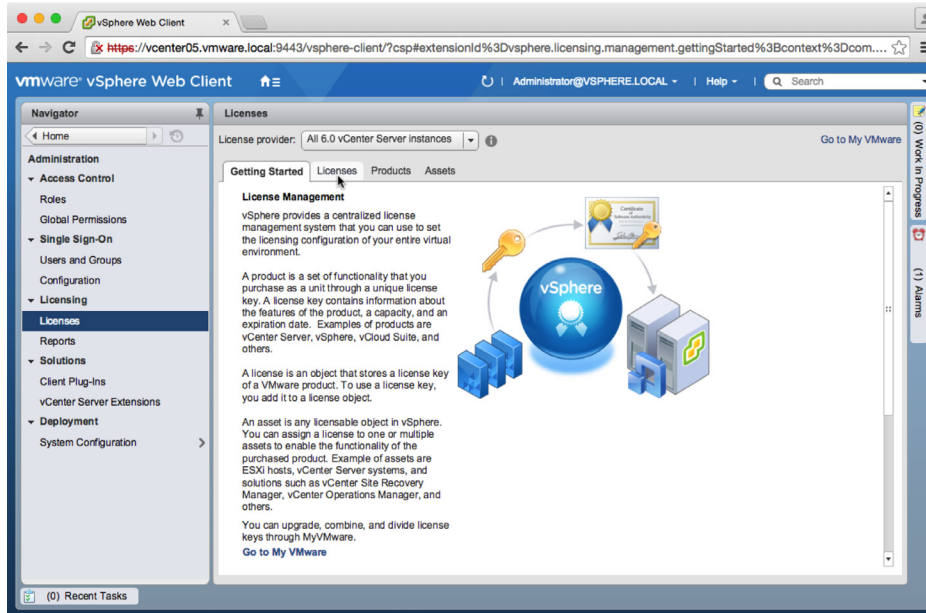 vSphere Web Client
https://vcenter05.vmware.local:9443/vsphere-client/?csp#extensionId%3Dvsphere.licensing.management.gettingStarted%3Bcontext%3Dcom....
vmware® vSphere Web Client
Administrator@VSPHERE.LOCAL
Help
Search
Navigator
Home
Administration
Access Control
Roles
Global Permissions
Single Sign-On
Users and Groups
Configuration
Licensing
Licenses
Reports
Solutions
Client Plug-Ins
vCenter Server Extensions
Deployment
System Configuration
Licenses
License provider: All 6.0 vCenter Server instances
Go to My VMware
Getting Started Licenses Products Assets
License Management
vSphere provides a centralized license
management system that you can use to set
the licensing configuration of your entire virtual
environment.
A product is a set of functionality that you
purchase as a unit through a unique license
key. A license key contains information about
the features of the product, a capacity, and an
expiration date. Examples of products are
vCenter Server, vSphere, vCloud Suite, and
others.
A license is an object that stores a license key
of a VMware product. To use a license key,
you add it to a license object.
An asset is any licensable object in vSphere.
You can assign a license to one or multiple
assets to enable the functionality of the
purchased product. Example of assets are
ESXi hosts, vCenter Server systems, and
solutions such as vCenter Site Recovery
Manager, vCenter Operations Manager, and
others.
You can upgrade, combine, and divide license
keys through MyVMware.
Go to My VMware
Certificate
vSphere
(0) Work In Progress
(1) Alarms
(0) Recent Tasks